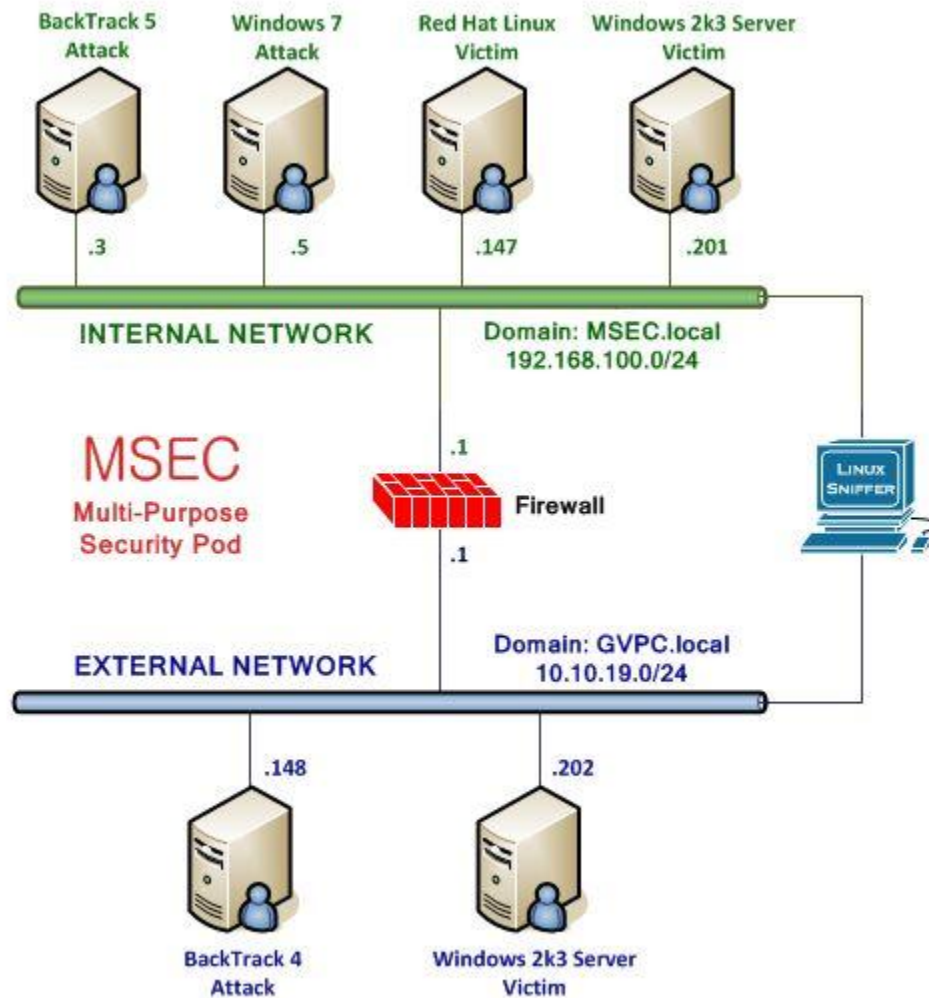 BackTrack 5
Attack
Windows 7
Attack
Red Hat Linux
Victim
Windows 2k3 Server
Victim
.3
.5
.147
.201
INTERNAL NETWORK
Domain: MSEC.local
192.168.100.0/24
MSEC
Multi-Purpose
Security Pod
.1
Firewall
.1
LINUX
SNIFFER
EXTERNAL NETWORK
Domain: GVPC.local
10.10.19.0/24
.148
.202
BackTrack 4
Attack
Windows 2k3 Server
Victim